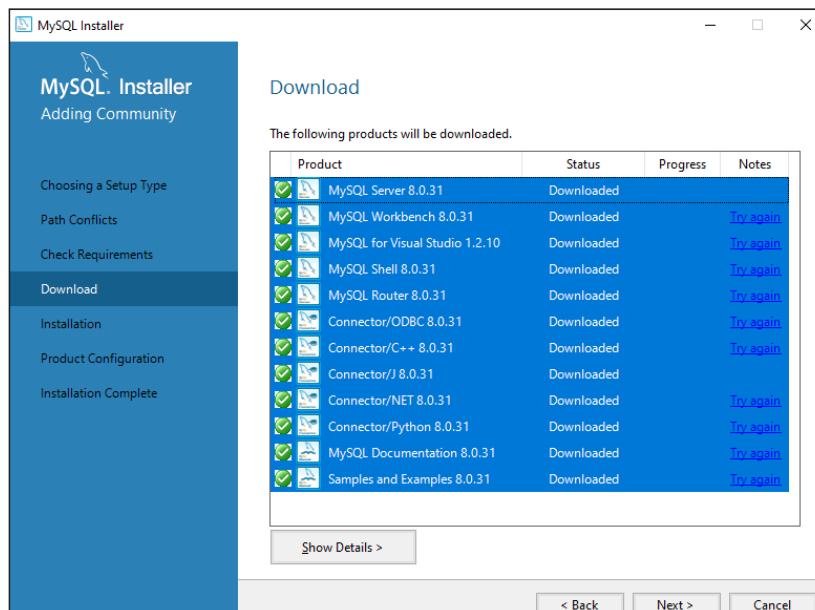 MySQL Installer
MySQL. Installer
Adding Community
Choosing a Setup Type
Path Conflicts
Check Requirements
Download
Installation
Product Configuration
Installation Complete
Download
The following products will be downloaded.
Product Status Progress Notes
MySQL Server 8.0.31 Downloaded
MySQL Workbench 8.0.31 Downloaded Try again
MySQL for Visual Studio 1.2.10 Downloaded Try again
MySQL Shell 8.0.31 Downloaded Try again
MySQL Router 8.0.31 Downloaded Try again
Connector/ODBC 8.0.31 Downloaded Try again
Connector/C++ 8.0.31 Downloaded Try again
Connector/J 8.0.31 Downloaded
Connector/NET 8.0.31 Downloaded Try again
Connector/Python 8.0.31 Downloaded Try again
MySQL Documentation 8.0.31 Downloaded Try again
Samples and Examples 8.0.31 Downloaded Try again
Show Details >
< Back Next > Cancel